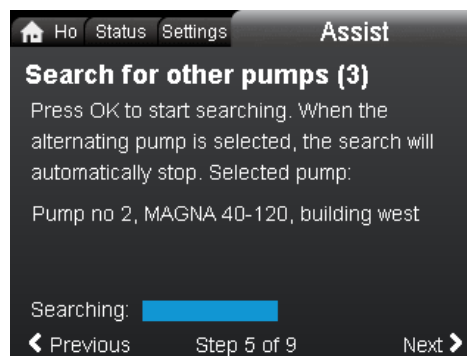 Ho Status Settings Assist
Search for other pumps (3)
Press OK to start searching. When the
alternating pump is selected, the search will
automatically stop. Selected pump:
Pump no 2, MAGNA 40-120, building west
Searching:
Previous Step 5 of 9 Next